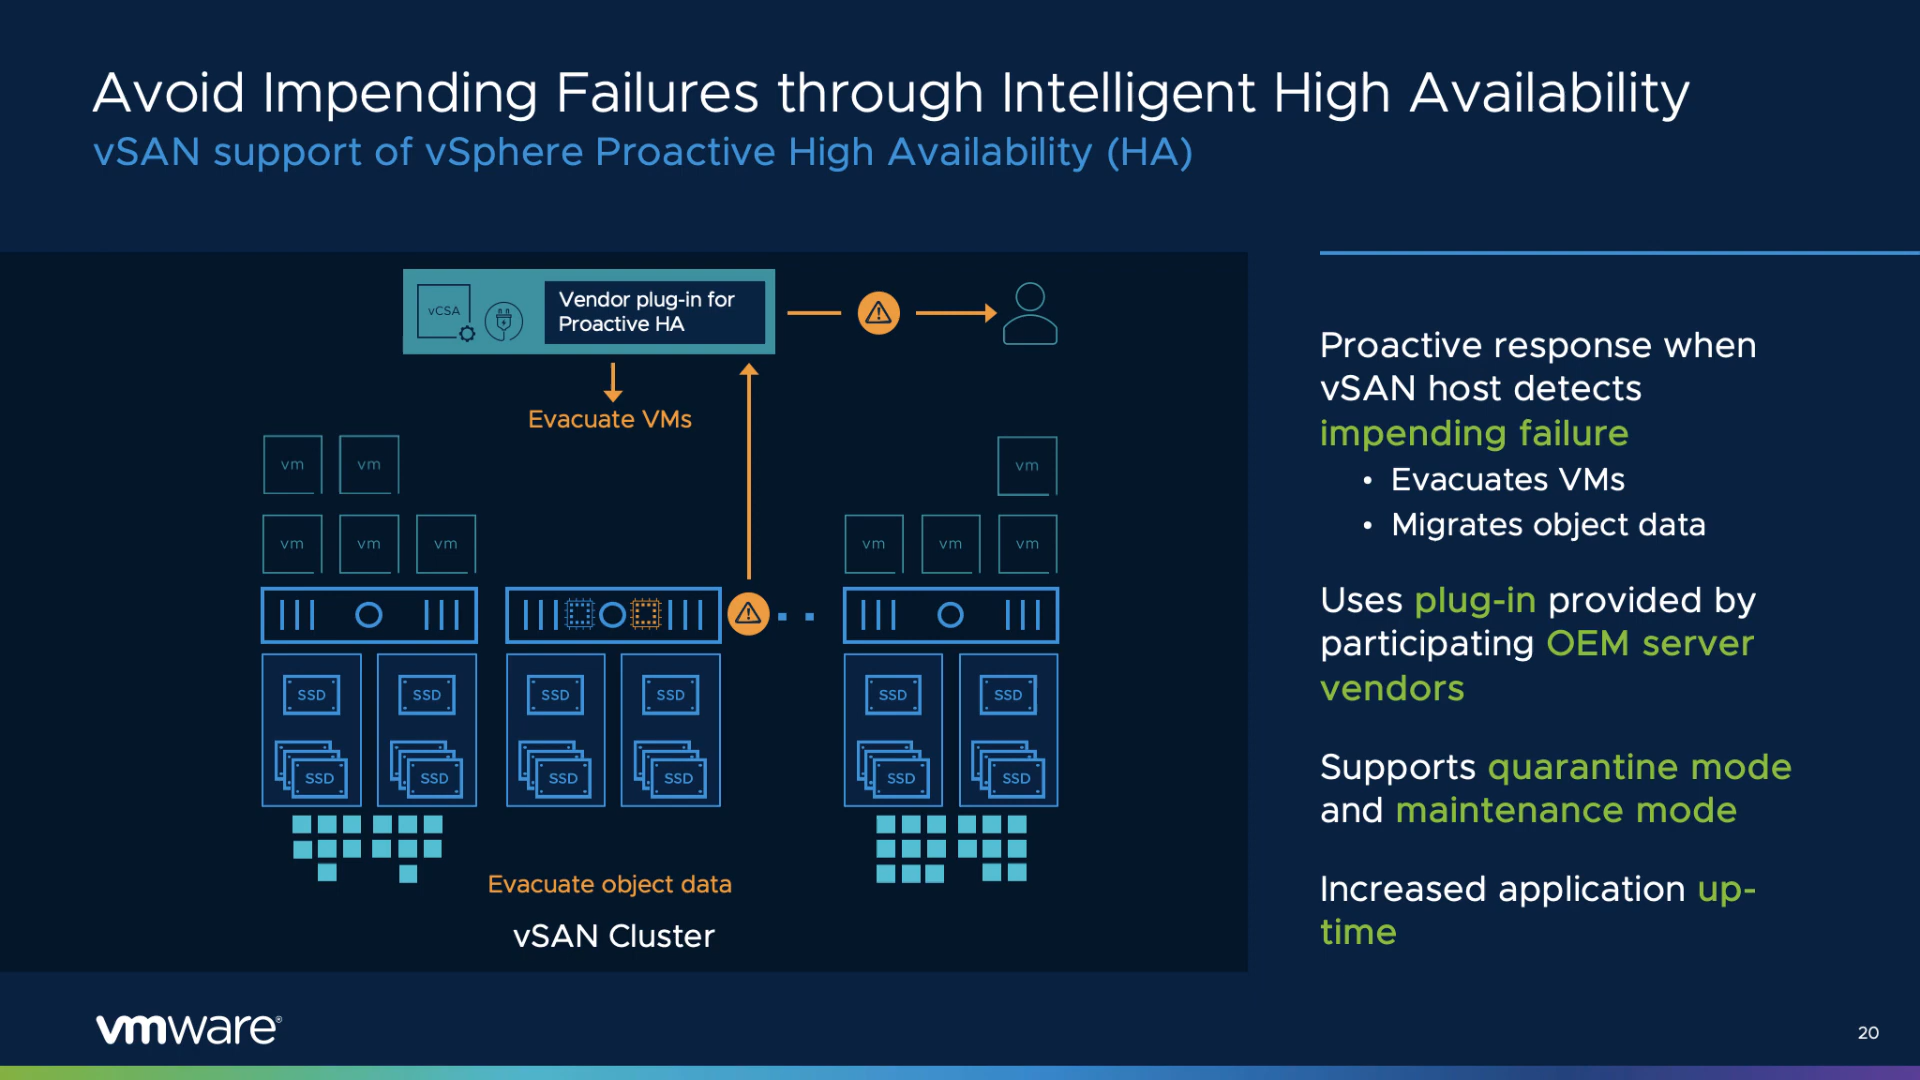 Avoid Impending Failures through Intelligent High Availability
vSAN support of vSphere Proactive High Availability (HA)
vCSA
Vendor plug-in for
Proactive HA
Evacuate VMs
vm vm
vm
vm vm vm
vm vm vm
SSD SSD SSD SSD SSD SSD
SSD SSD SSD SSD SSD SSD
Evacuate object data
vSAN Cluster
Proactive response when
vSAN host detects
impending failure
• Evacuates VMs
• Migrates object data
Uses plug-in provided by
participating OEM server
vendors
Supports quarantine mode
and maintenance mode
Increased application up-
time
vmware®
20